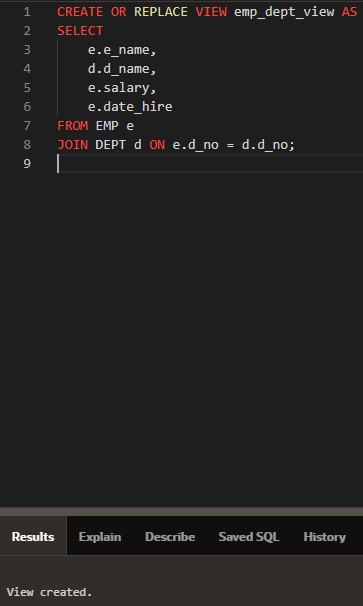 1 CREATE OR REPLACE VIEW emp_dept_view AS
2 SELECT
3     e.e_name,
4     d.d_name,
5     e.salary,
6     e.date_hire
7 FROM EMP e
8 JOIN DEPT d ON e.d_no = d.d_no;
9
Results Explain Describe Saved SQL History
View created.